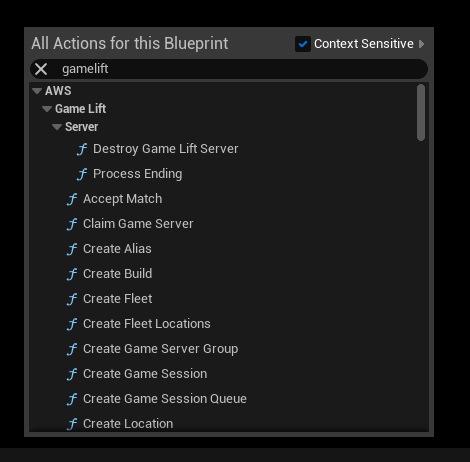 All Actions for this Blueprint Context Sensitive
gamelift
AWS
Game Lift
Server
Destroy Game Lift Server
Process Ending
Accept Match
Claim Game Server
Create Alias
Create Build
Create Fleet
Create Fleet Locations
Create Game Server Group
Create Game Session
Create Game Session Queue
Create Location